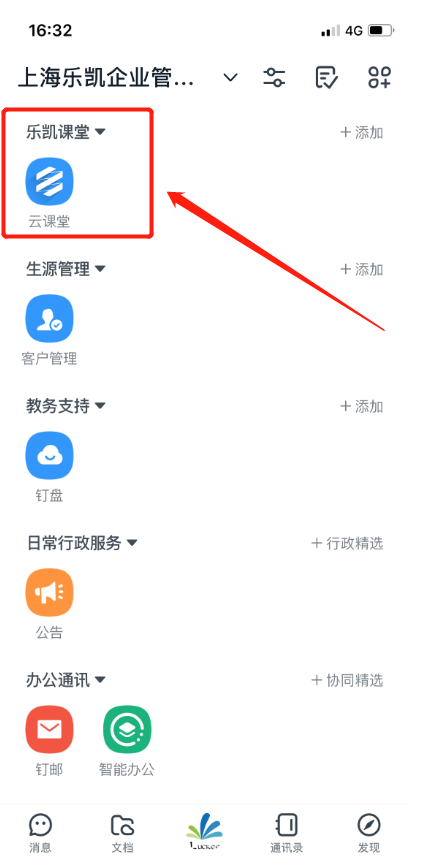 16:32
4G
上海乐凯企业管...
乐凯课堂
+ 添加
云课堂
生源管理
+ 添加
客户管理
教务支持
+ 添加
钉盘
日常行政服务
+ 行政精选
公告
办公通讯
+ 协同精选
钉邮
智能办公
消息
文档
通讯录
发现